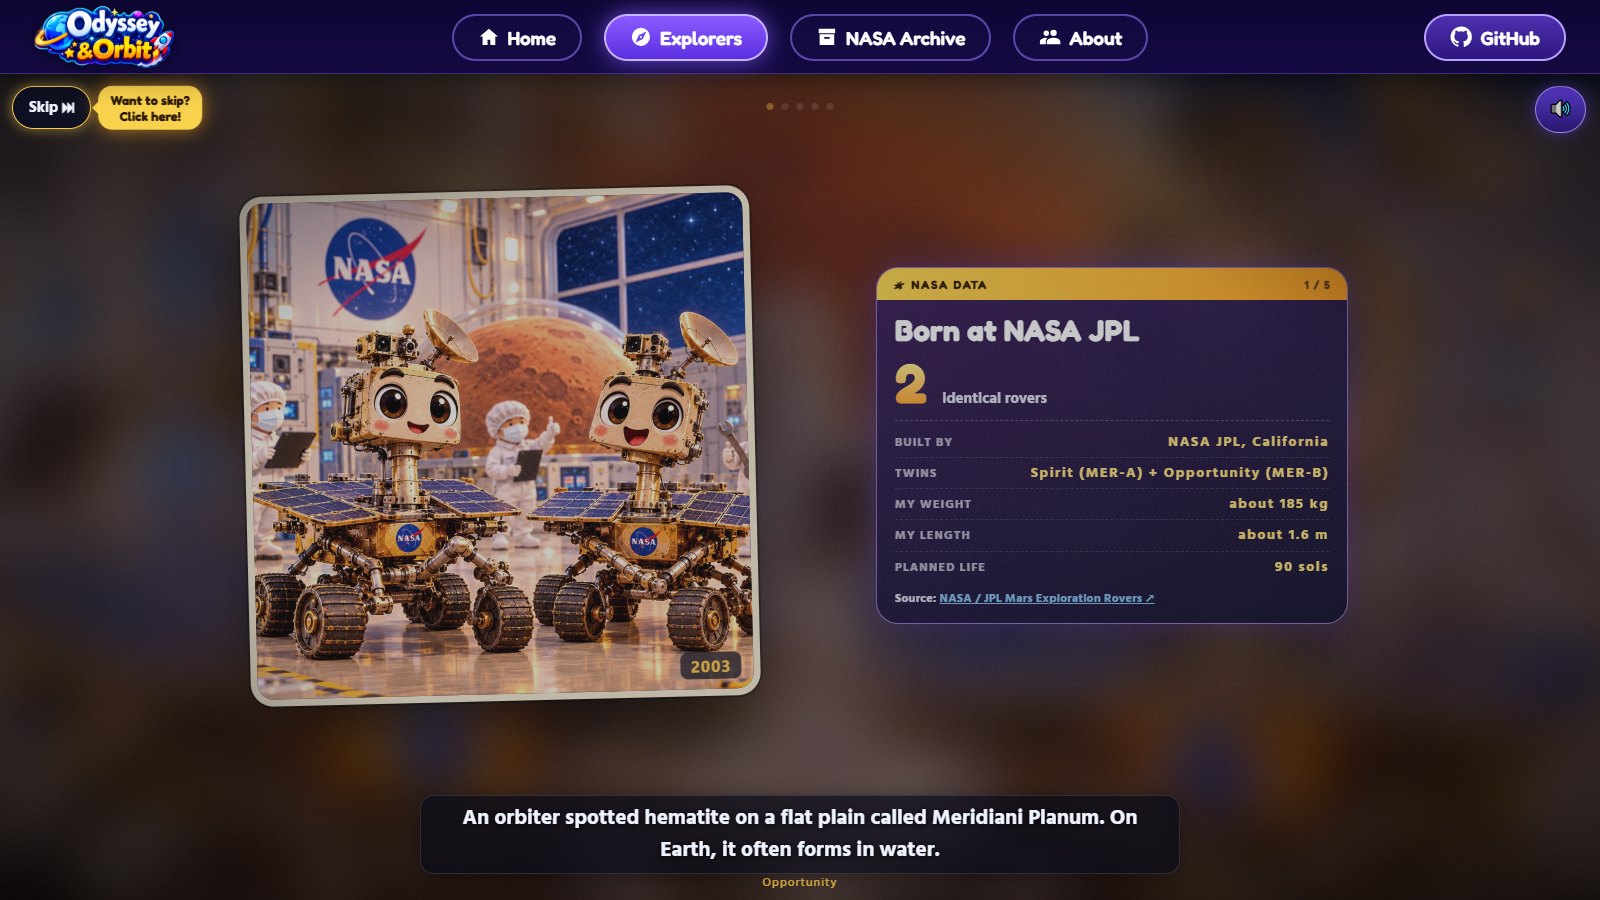 Odyssey
&Orbit
Home
Explorers
NASA Archive
About
GitHub
Skip
Want to skip?
Click here!
NASA
NASA
NASA
2003
NASA DATA
1 / 5
Born at NASA JPL
2 identical rovers
BUILT BY NASA JPL, California
TWINS Spirit (MER-A) + Opportunity (MER-B)
MY WEIGHT about 185 kg
MY LENGTH about 1.6 m
PLANNED LIFE 90 sols
Source: NASA / JPL Mars Exploration Rovers ↗
An orbiter spotted hematite on a flat plain called Meridiani Planum. On
Earth, it often forms in water.
Opportunity